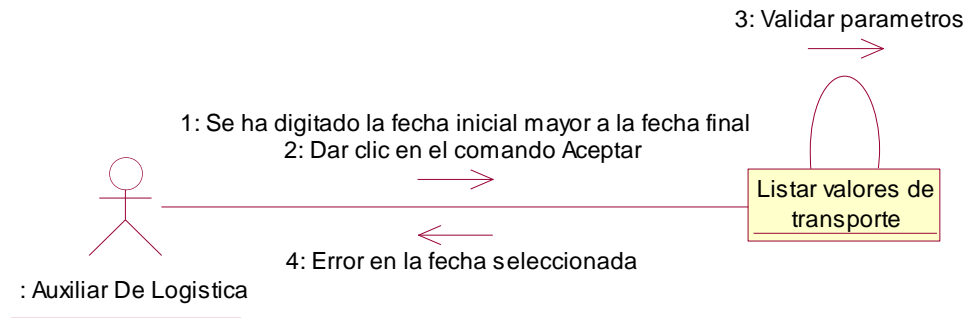 3: Validar parametros
1: Se ha digitado la fecha inicial mayor a la fecha final
2: Dar clic en el comando Aceptar
Listar valores de
transporte
4: Error en la fecha seleccionada
: Auxiliar De Logistica